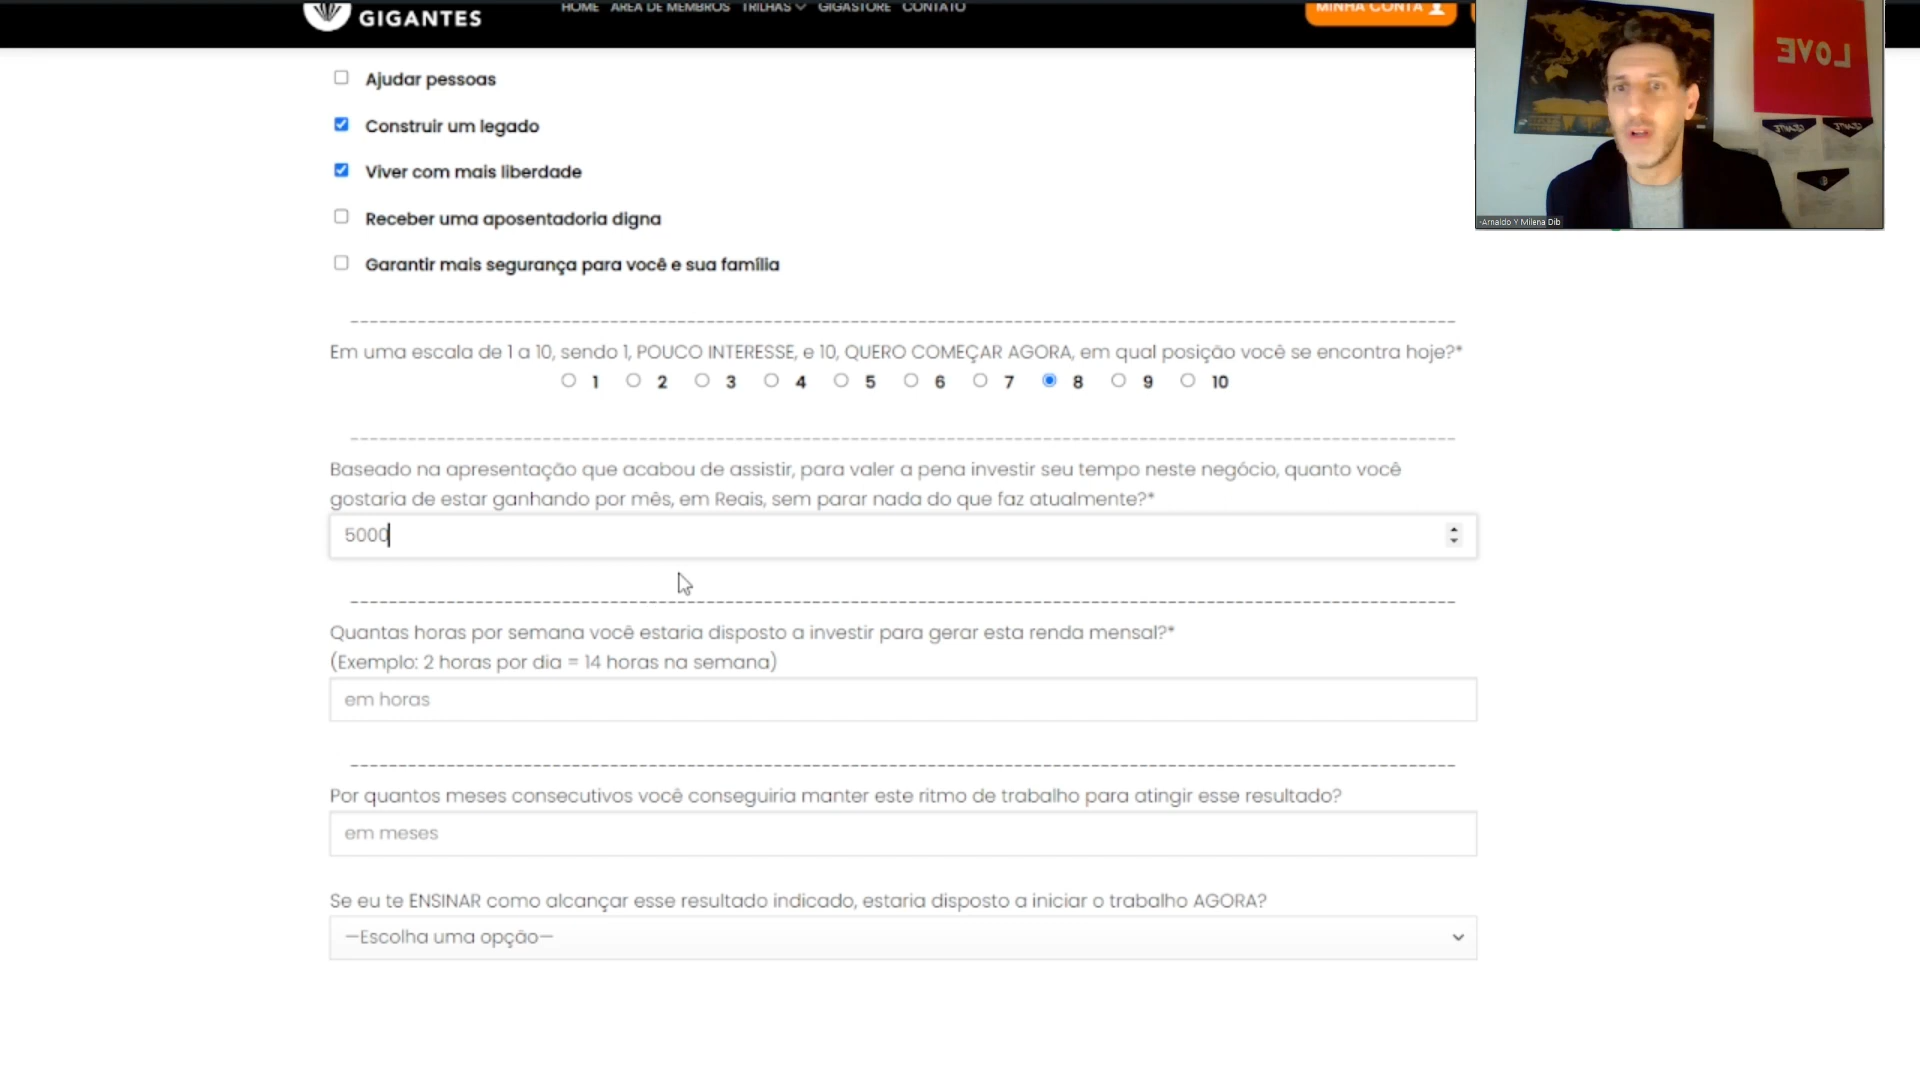 GIGANTES
HOME ÁREA DE MEMBROS TRILHAS GIGASTORE CONTATO
MINHA CONTA
Ajudar pessoas
Construir um legado
Viver com mais liberdade
Receber uma aposentadoria digna
Garantir mais segurança para você e sua família
Em uma escala de 1 a 10, sendo 1, POUCO INTERESSE, e 10, QUERO COMEÇAR AGORA, em qual posição você se encontra hoje?*
1 2 3 4 5 6 7 8 9 10
Baseado na apresentação que acabou de assistir, para valer a pena investir seu tempo neste negócio, quanto você
gostaria de estar ganhando por mês, em Reais, sem parar nada do que faz atualmente?*
5000
Quantas horas por semana você estaria disposto a investir para gerar esta renda mensal?*
(Exemplo: 2 horas por dia = 14 horas na semana)
em horas
Por quantos meses consecutivos você conseguiria manter este ritmo de trabalho para atingir esse resultado?
em meses
Se eu te ENSINAR como alcançar esse resultado indicado, estaria disposto a iniciar o trabalho AGORA?
—Escolha uma opção—
LOVE
-Arnaldo Y Milena Dib